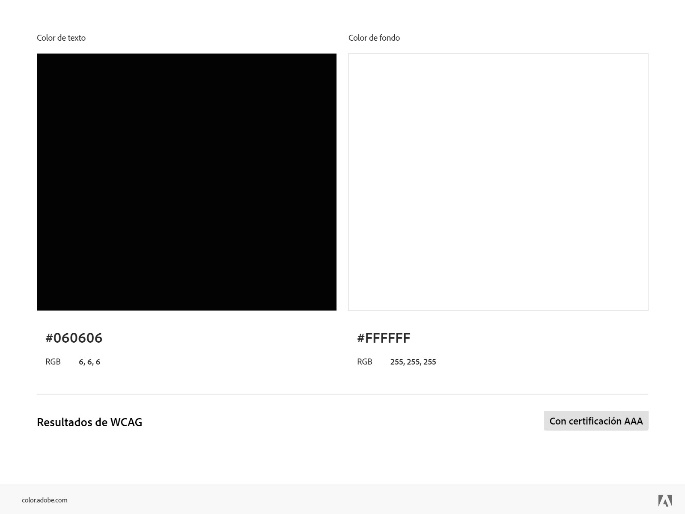 Color de texto
Color de fondo
#060606
#FFFFFF
RGB 6, 6, 6
RGB 255, 255, 255
Resultados de WCAG
Con certificación AAA
color.adobe.com